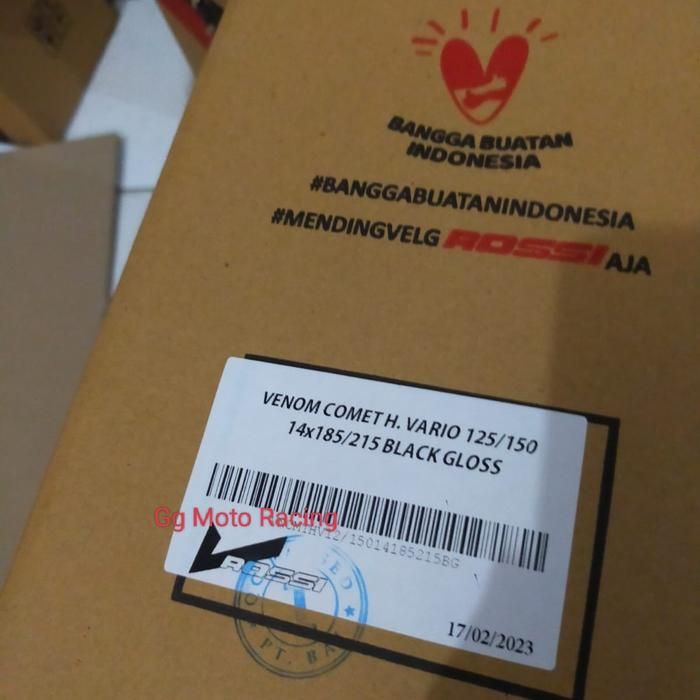 BANGGA BUATAN
INDONESIA
#BANGGABUATANINDONESIA
#MENDINGVELG ROSSI AJA
VENOM COMET H. VARIO 125/150
14x185/215 BLACK GLOSS
Gg Moto Racing
ROSSI
17/02/2023
PT.